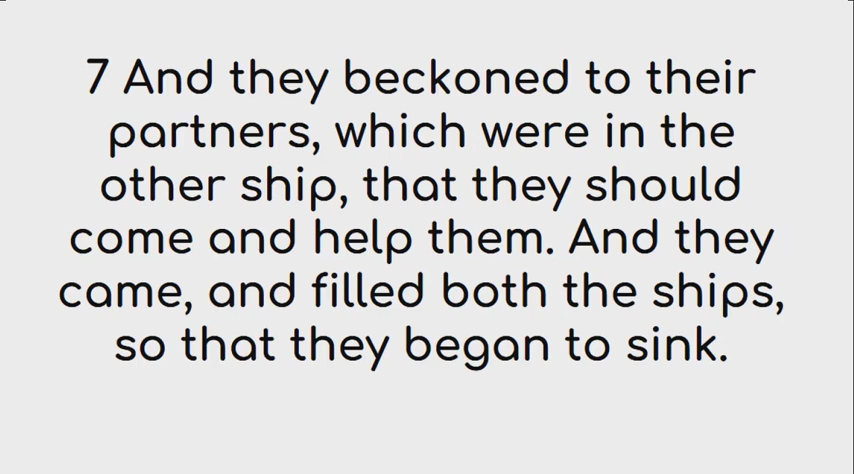 7 And they beckoned to their
partners, which were in the
other ship, that they should
come and help them. And they
came, and filled both the ships,
so that they began to sink.